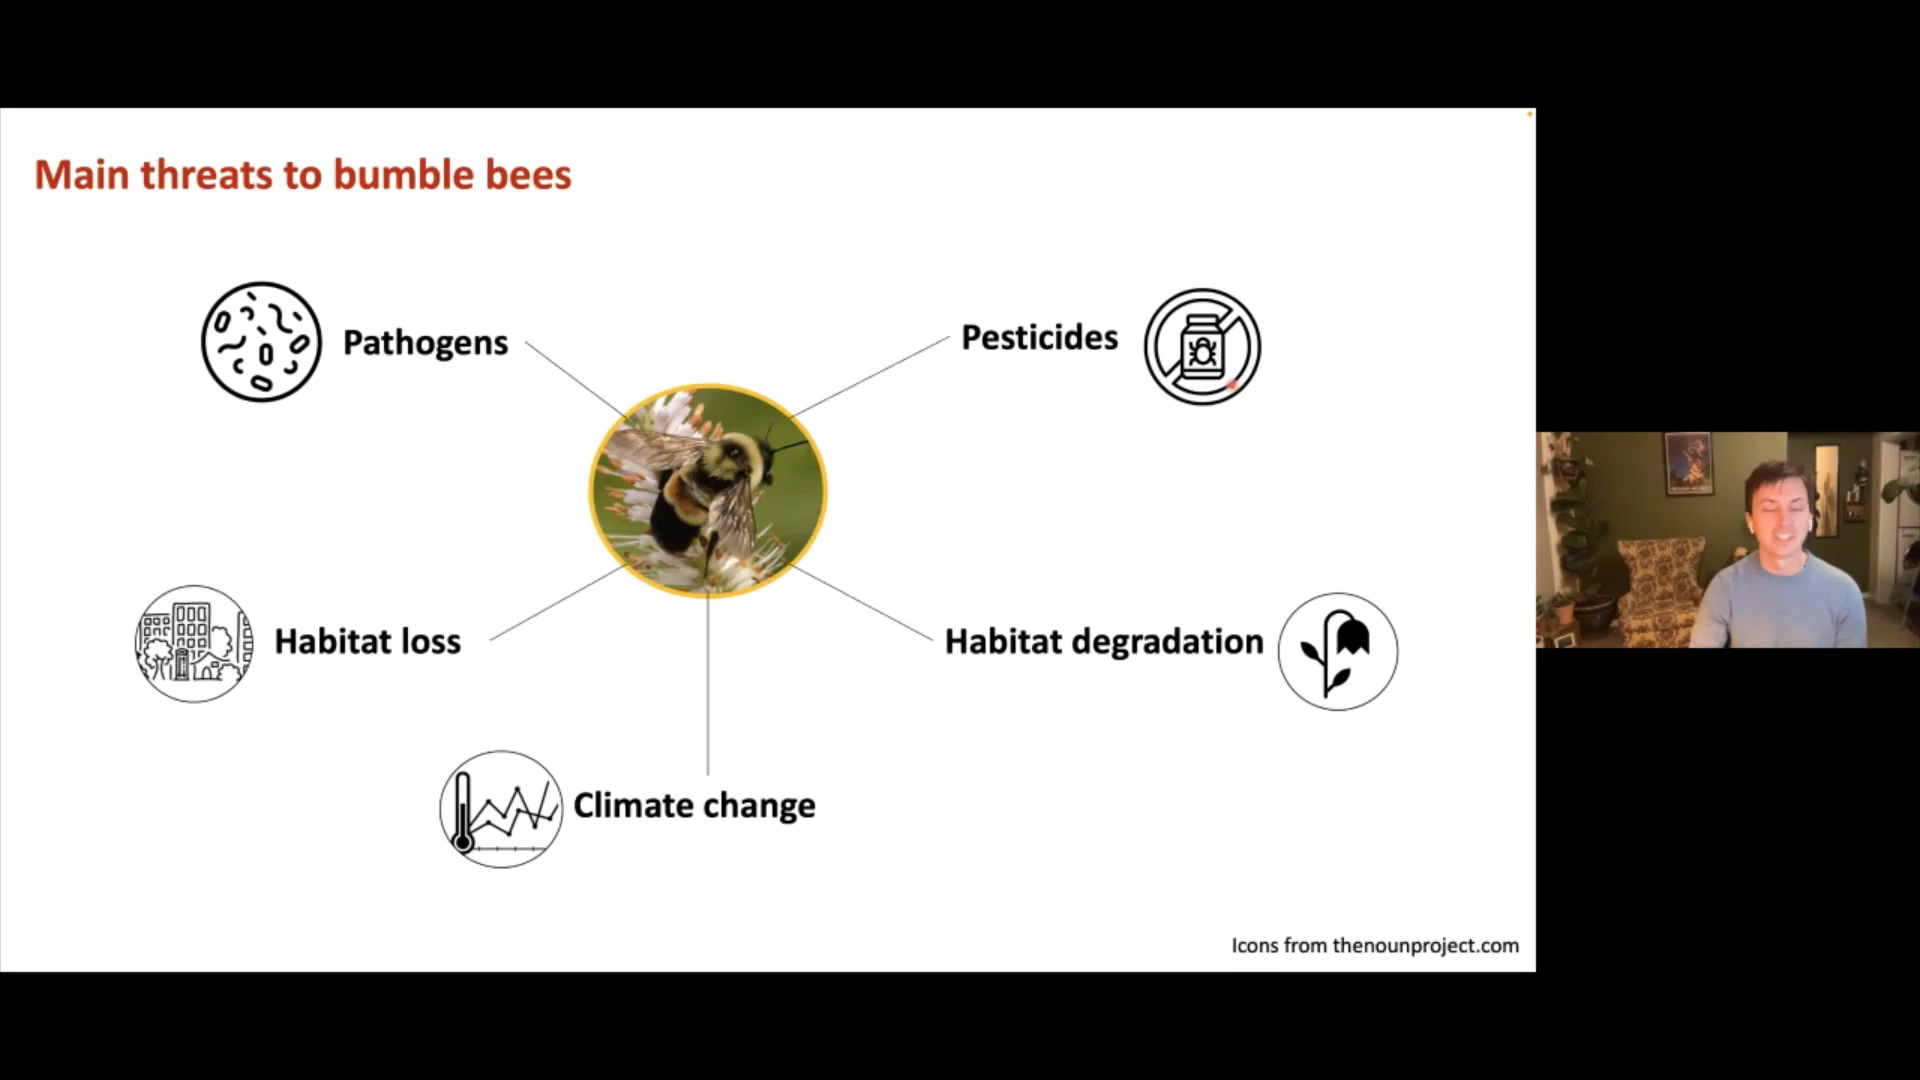 Main threats to bumble bees
Pathogens
Pesticides
Habitat loss
Habitat degradation
Climate change
Icons from thenounproject.com